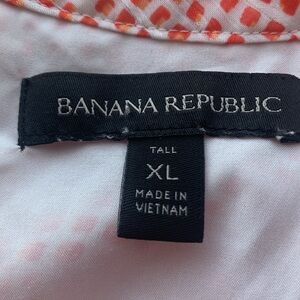 BANANA REPUBLIC
TALL
XL
MADE IN
VIETNAM